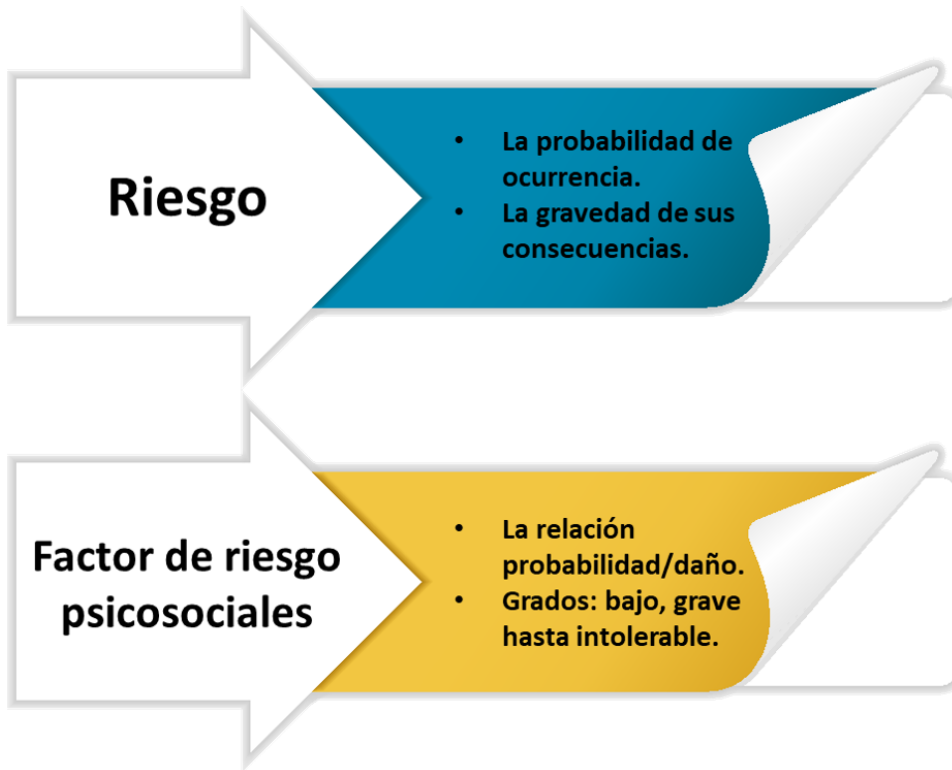 Riesgo
• La probabilidad de
ocurrencia.
• La gravedad de sus
consecuencias.
Factor de riesgo
psicosociales
• La relación
probabilidad/daño.
• Grados: bajo, grave
hasta intolerable.